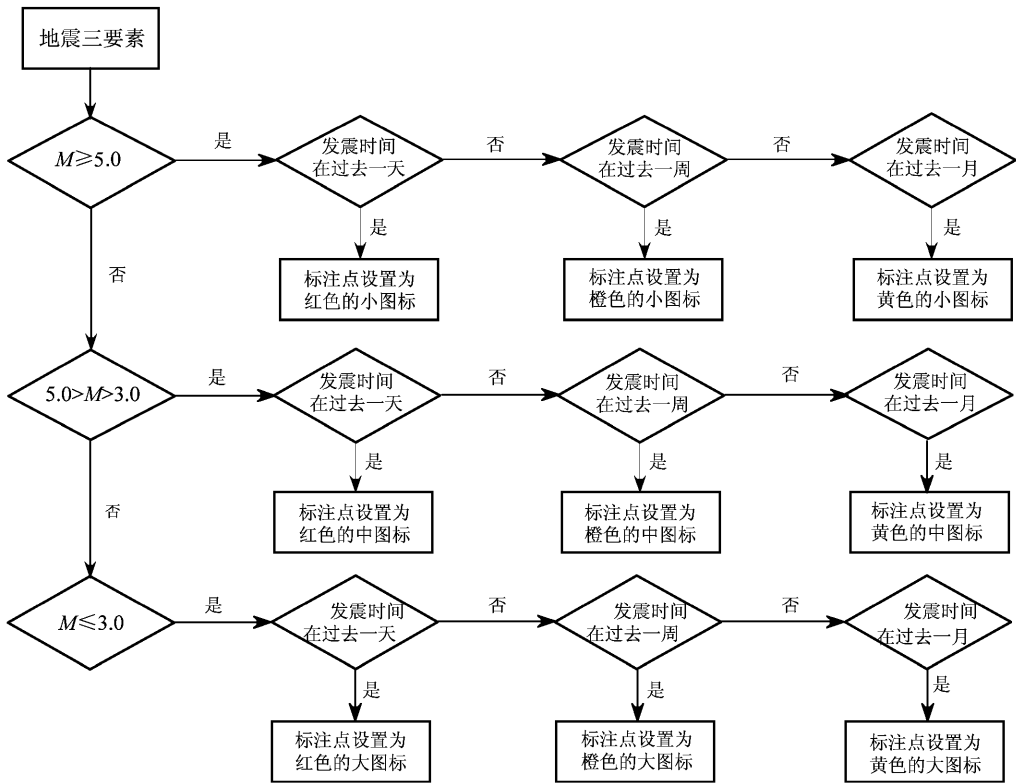 地震三要素
M≥5.0
是
发震时间
在过去一天
否
发震时间
在过去一周
否
发震时间
在过去一月
是
是
是
标注点设置为
红色的小图标
标注点设置为
橙色的小图标
标注点设置为
黄色的小图标
否
5.0>M>3.0
是
发震时间
在过去一天
否
发震时间
在过去一周
否
发震时间
在过去一月
是
是
是
标注点设置为
红色的中图标
标注点设置为
橙色的中图标
标注点设置为
黄色的中图标
否
M≤3.0
是
发震时间
在过去一天
否
发震时间
在过去一周
否
发震时间
在过去一月
是
是
是
标注点设置为
红色的大图标
标注点设置为
橙色的大图标
标注点设置为
黄色的大图标